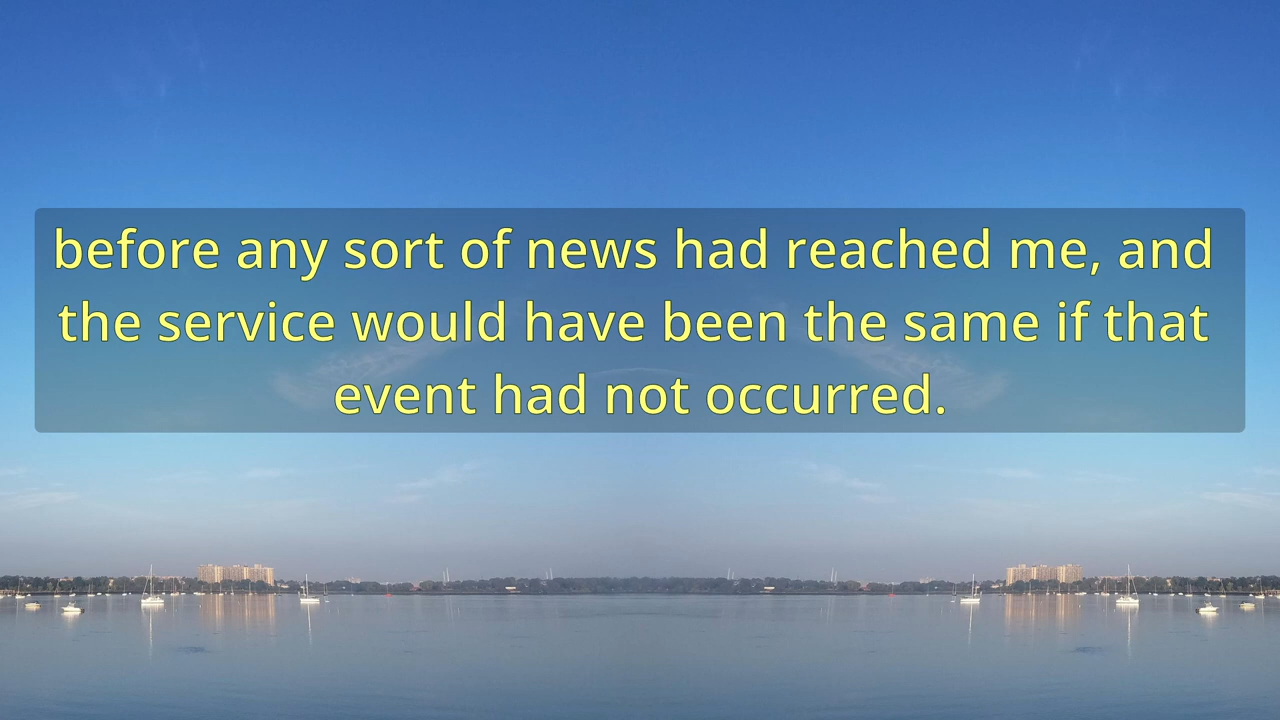 before any sort of news had reached me, and
the service would have been the same if that
event had not occurred.